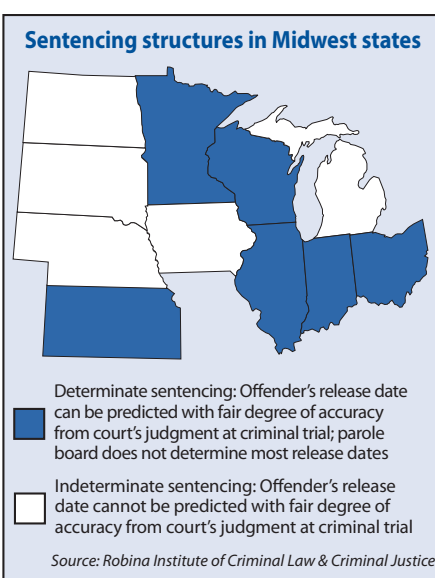 Sentencing structures in Midwest states
Determinate sentencing: Offender's release date
can be predicted with fair degree of accuracy
from court's judgment at criminal trial; parole
board does not determine most release dates
Indeterminate sentencing: Offender's release
date cannot be predicted with fair degree of
accuracy from court's judgment at criminal trial
Source: Robina Institute of Criminal Law & Criminal Justice